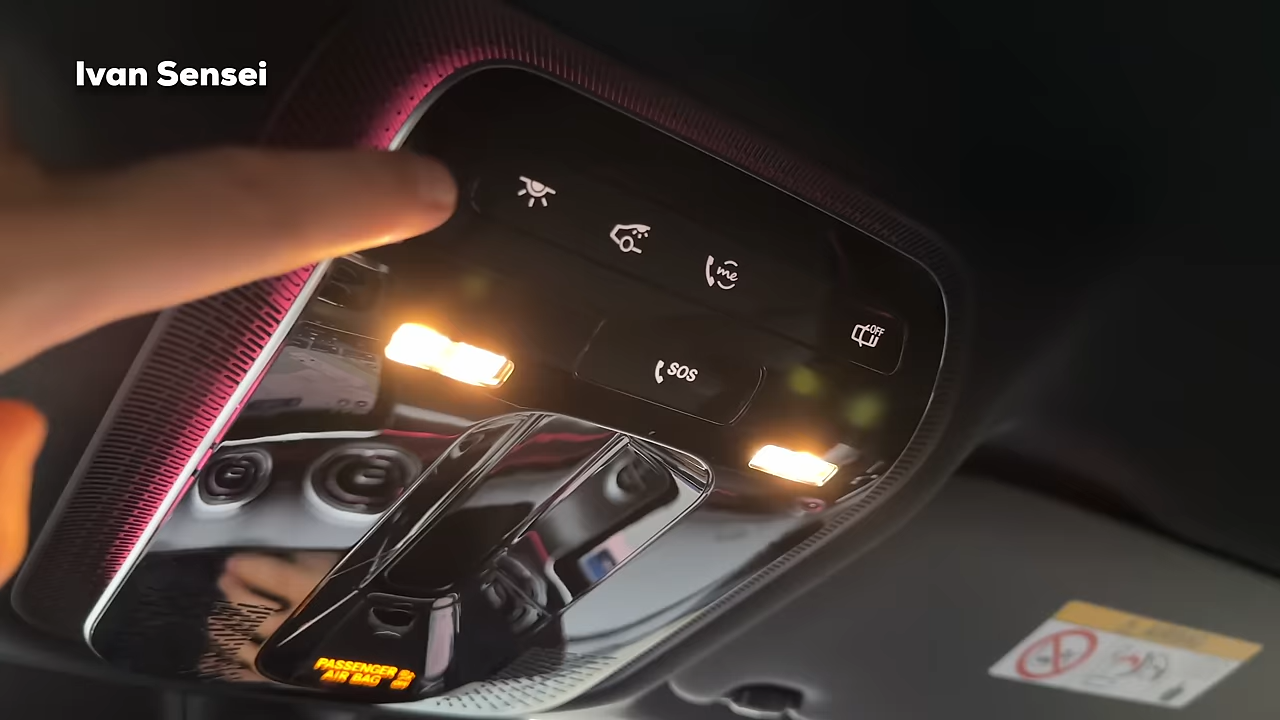 Ivan Sensei
me
OFF
SOS
PASSENGER
AIR BAG